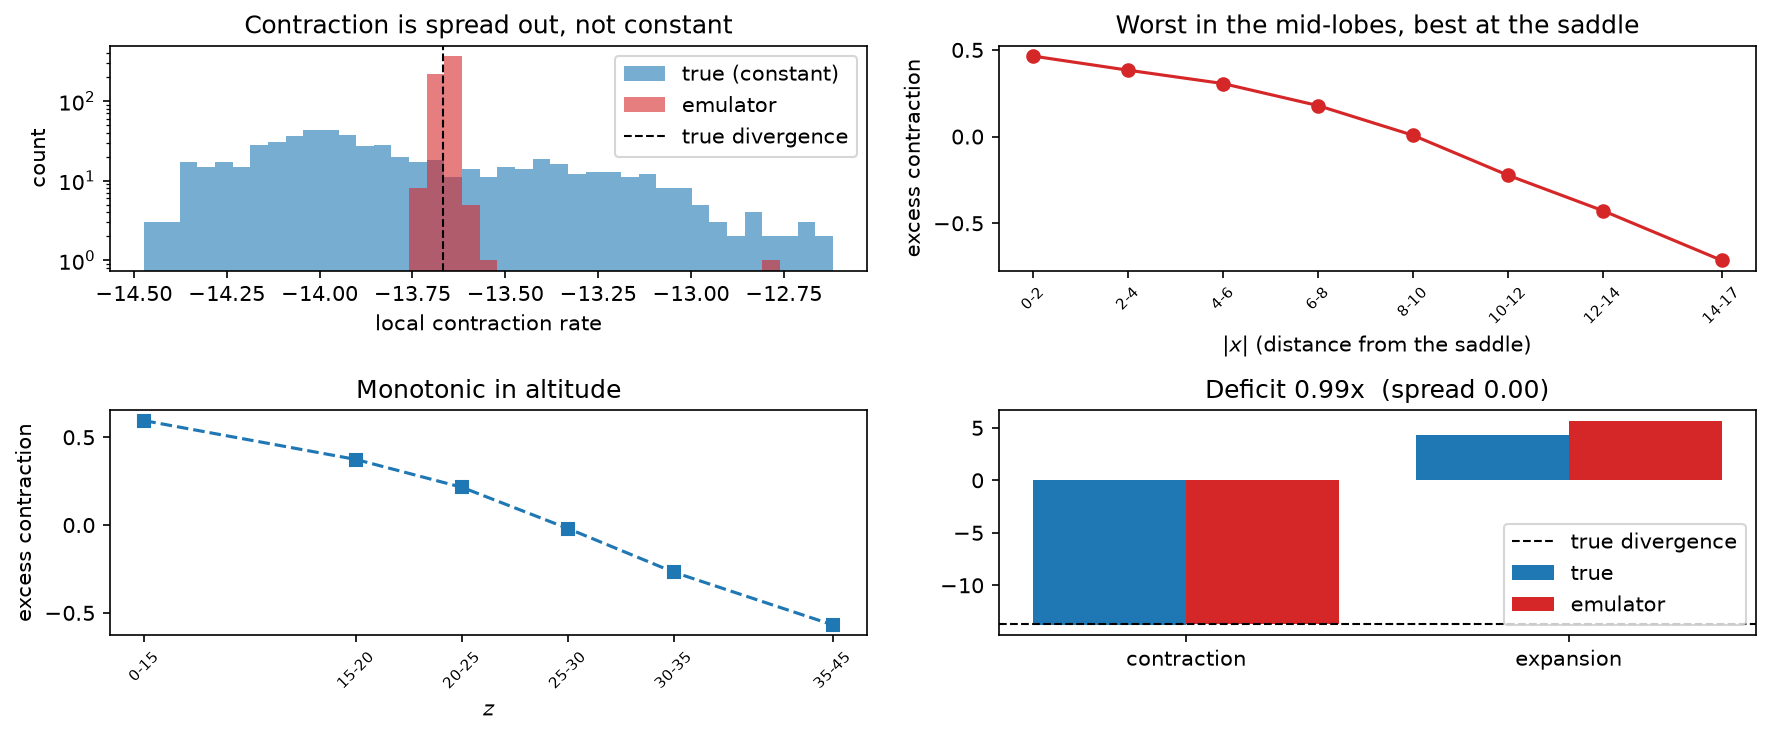 Contraction is spread out, not constant
count
10²
10¹
10⁰
true (constant)
emulator
true divergence
−14.50 −14.25 −14.00 −13.75 −13.50 −13.25 −13.00 −12.75
local contraction rate
Worst in the mid-lobes, best at the saddle
excess contraction
0.5
0.0
−0.5
0-2 2-4 4-6 6-8 8-10 10-12 12-14 14-17
|x| (distance from the saddle)
Monotonic in altitude
excess contraction
0.5
0.0
−0.5
0-15 15-20 20-25 25-30 30-35 35-45
z
Deficit 0.99x (spread 0.00)
5
0
−5
−10
true divergence
true
emulator
contraction expansion